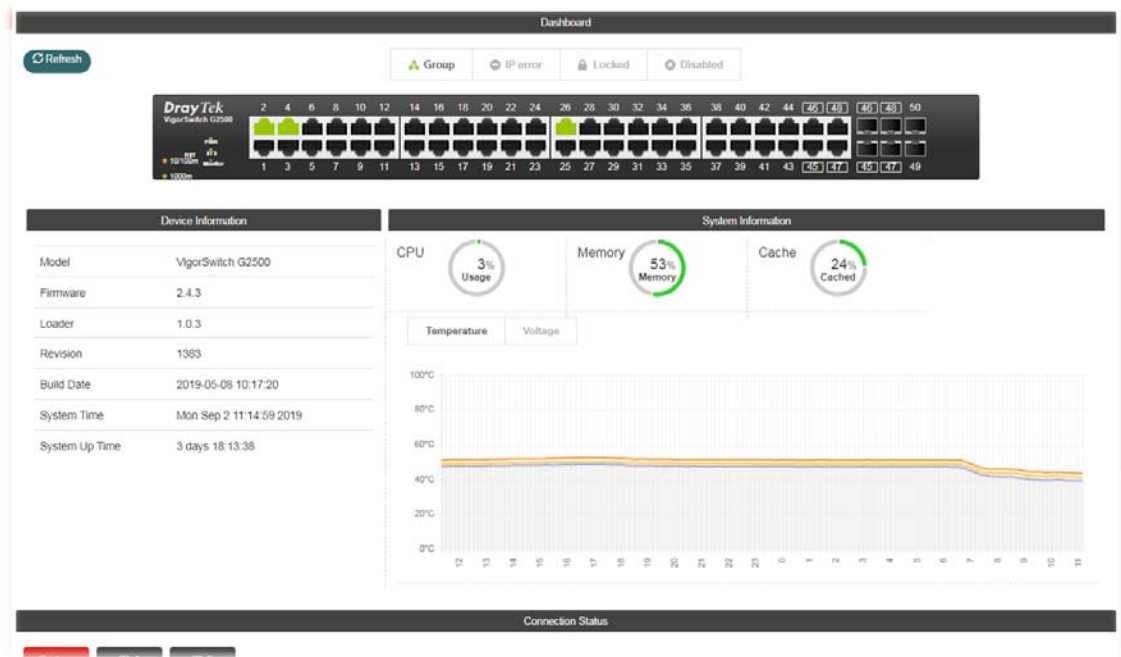 Dashboard
Refresh
Group IP error Locked Disabled
DrayTek
VigorSwitch G2500
2 4 6 8 10 12 14 16 18 20 22 24 26 28 30 32 34 36 38 40 42 44 46 48 46 48 50
PWR
10/100m
Monitor
1 3 5 7 9 11 13 15 17 19 21 23 25 27 29 31 33 35 37 39 41 43 45 47 45 47 49
1000m
Device Information
Model VigorSwitch G2500
Firmware 2.4.3
Loader 1.0.3
Revision 1383
Build Date 2019-05-08 10:17:20
System Time Mon Sep 2 11:14:59 2019
System Up Time 3 days 18:13:38
System Information
CPU 3% Usage
Memory 53% Memory
Cache 24% Cached
Temperature Voltage
100°C
80°C
60°C
40°C
20°C
0°C
12 13 14 15 16 17 18 19 20 21 22 23 0 1 2 3 4 5 6 7 8 9 10 11
Connection Status